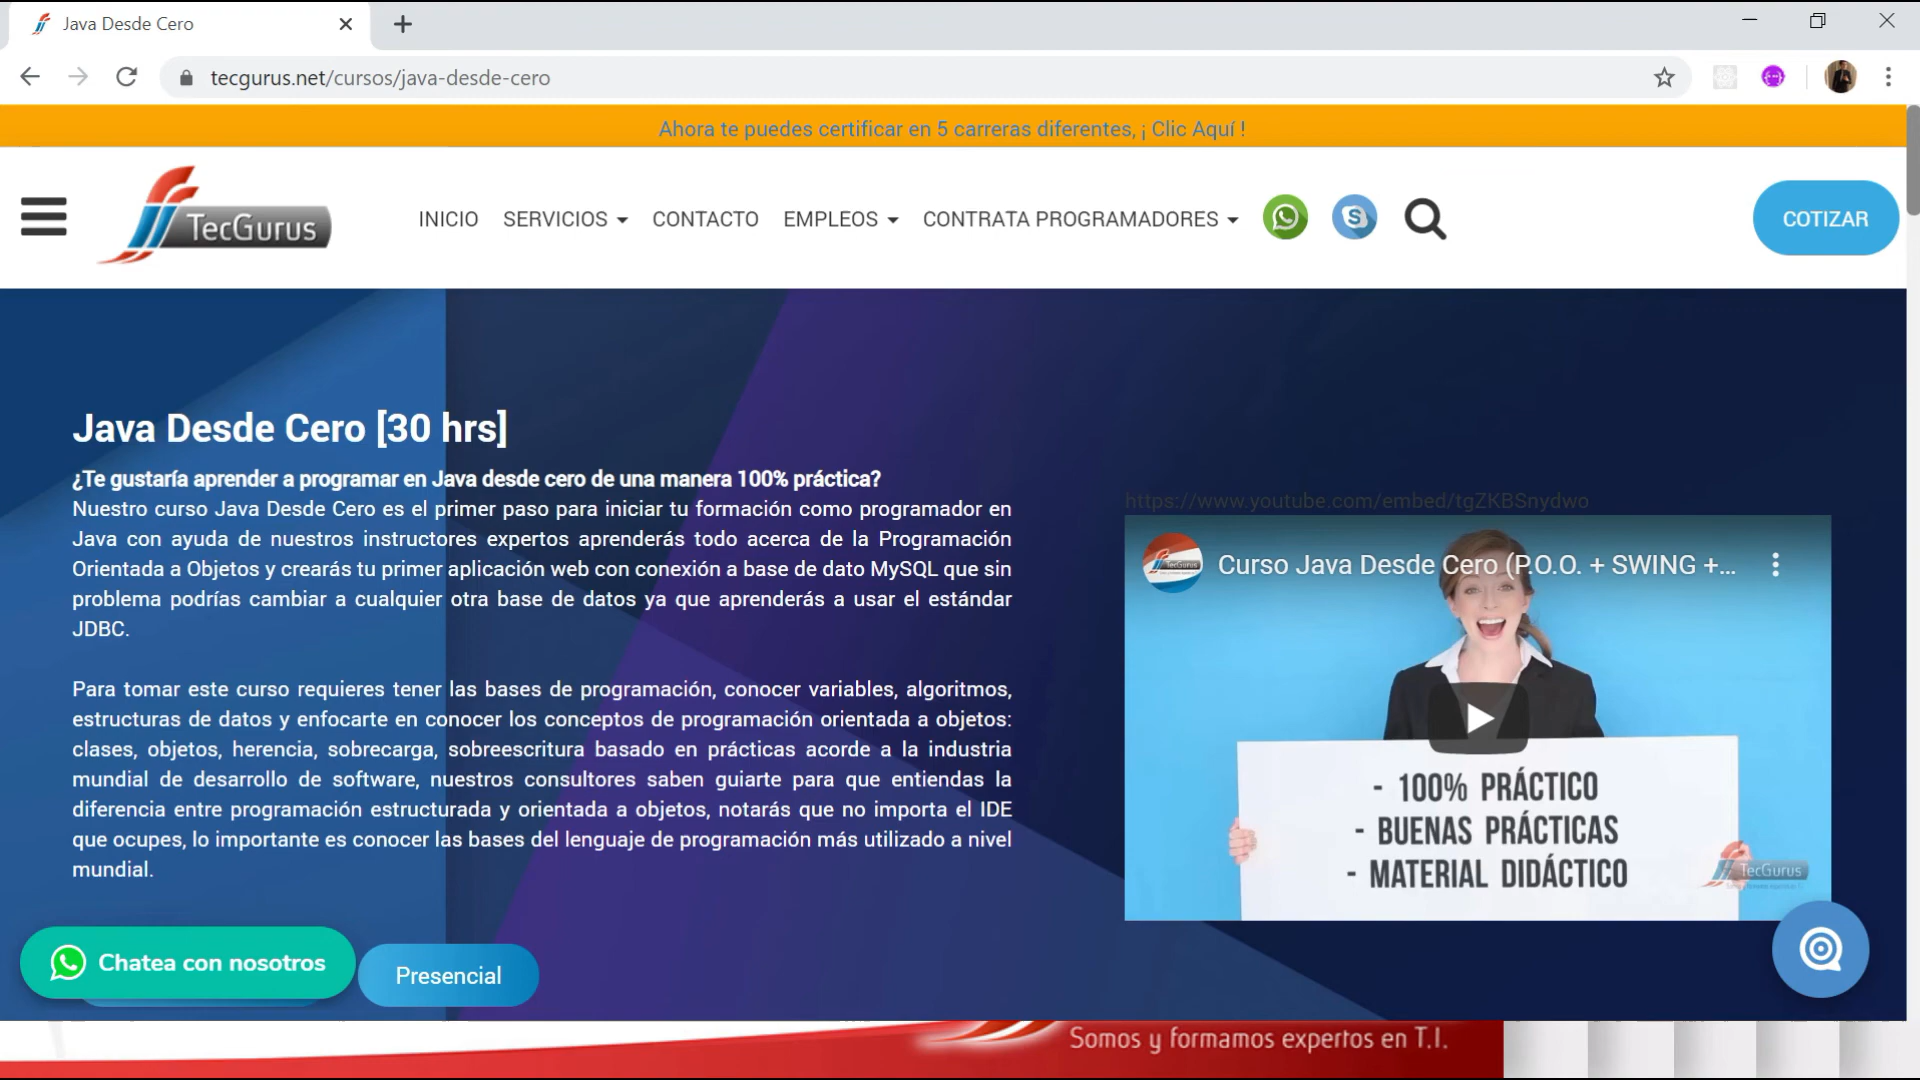 Java Desde Cero
tecgurus.net/cursos/java-desde-cero
Ahora te puedes certificar en 5 carreras diferentes, ¡ Clic Aquí !
TecGurus
INICIO SERVICIOS CONTACTO EMPLEOS CONTRATA PROGRAMADORES
COTIZAR
Java Desde Cero [30 hrs]
¿Te gustaría aprender a programar en Java desde cero de una manera 100% práctica?
Nuestro curso Java Desde Cero es el primer paso para iniciar tu formación como programador en
Java con ayuda de nuestros instructores expertos aprenderás todo acerca de la Programación
Orientada a Objetos y crearás tu primer aplicación web con conexión a base de dato MySQL que sin
problema podrías cambiar a cualquier otra base de datos ya que aprenderás a usar el estándar
JDBC.
Para tomar este curso requieres tener las bases de programación, conocer variables, algoritmos,
estructuras de datos y enfocarte en conocer los conceptos de programación orientada a objetos:
clases, objetos, herencia, sobrecarga, sobreescritura basado en prácticas acorde a la industria
mundial de desarrollo de software, nuestros consultores saben guiarte para que entiendas la
diferencia entre programación estructurada y orientada a objetos, notarás que no importa el IDE
que ocupes, lo importante es conocer las bases del lenguaje de programación más utilizado a nivel
mundial.
https://www.youtube.com/embed/tgZKBSnydwo
TecGurus
Curso Java Desde Cero (P.O.O. + SWING +...
- 100% PRÁCTICO
- BUENAS PRÁCTICAS
- MATERIAL DIDÁCTICO
TecGurus
Chatea con nosotros
Presencial
Somos y formamos expertos en T.I.